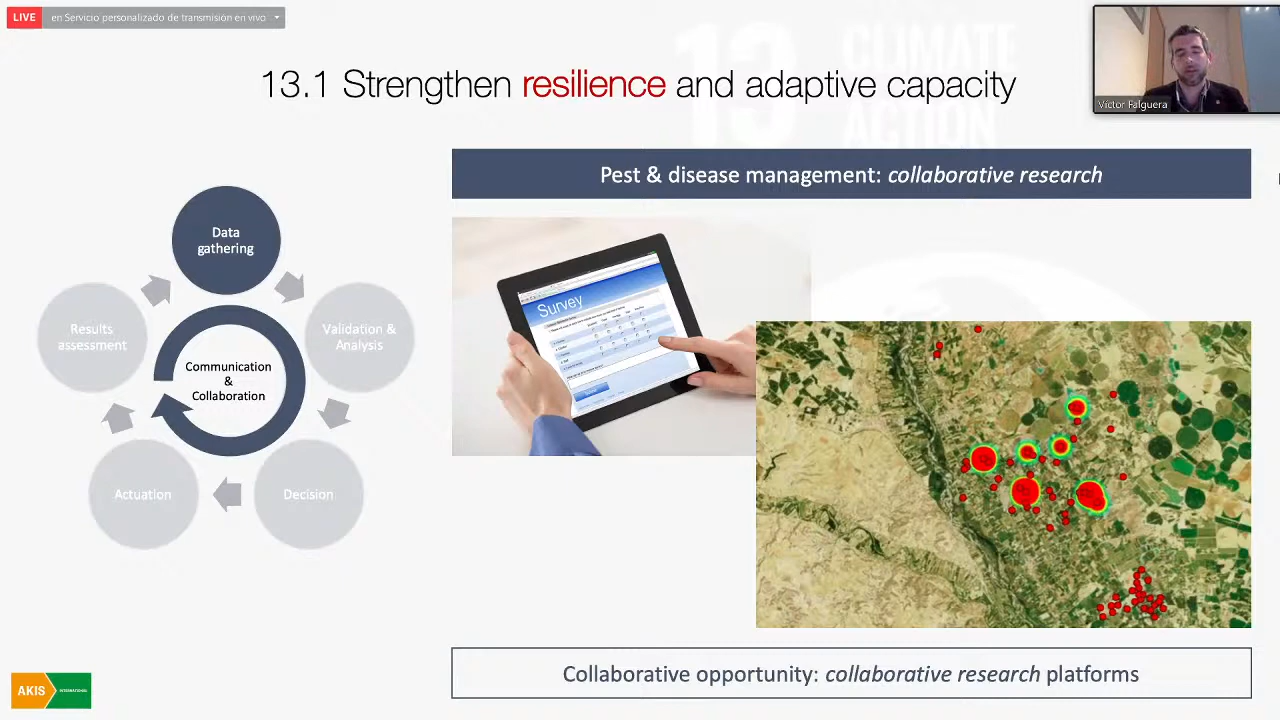 LIVE
en Servicio personalizado de transmisión en vivo
13 CLIMATE
ACTION
13.1 Strengthen resilience and adaptive capacity
Víctor Falguera
Pest & disease management: collaborative research
Data
gathering
Results
assessment
Validation &
Analysis
Communication
&
Collaboration
Actuation
Decision
Survey
Collaborative opportunity: collaborative research platforms
AKIS
INTERNATIONAL